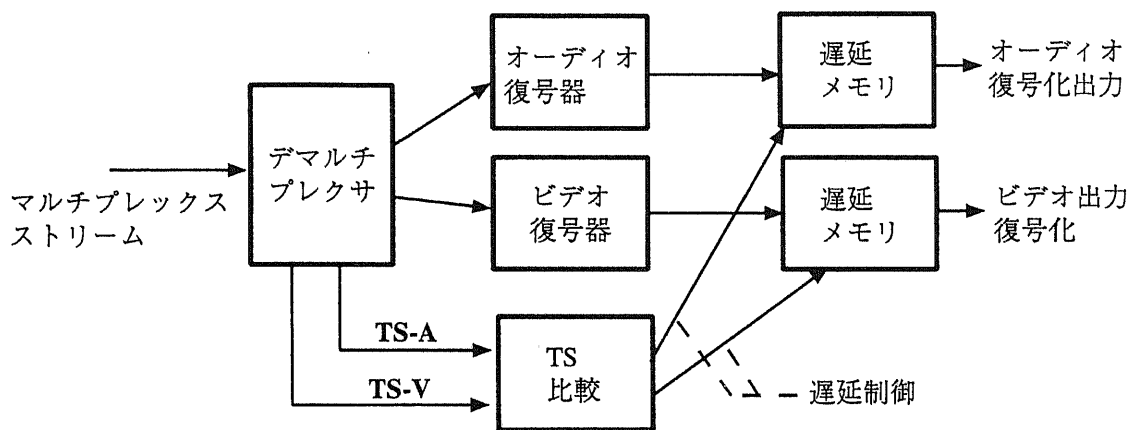 マルチプレックス
ストリーム
デマルチ
プレクサ
オーディオ
復号器
遅延
メモリ
オーディオ
復号化出力
ビデオ
復号器
遅延
メモリ
ビデオ出力
復号化
TS-A
TS-V
TS
比較
遅延制御